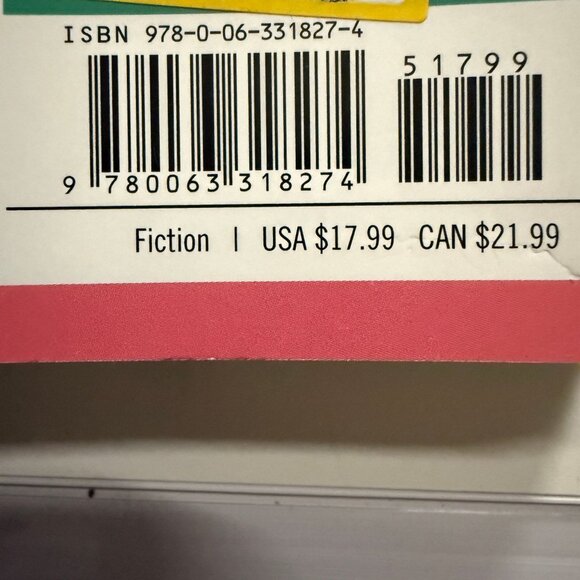 ISBN 978-0-06-331827-4
51799
9 780063 318274
Fiction | USA $17.99 CAN $21.99